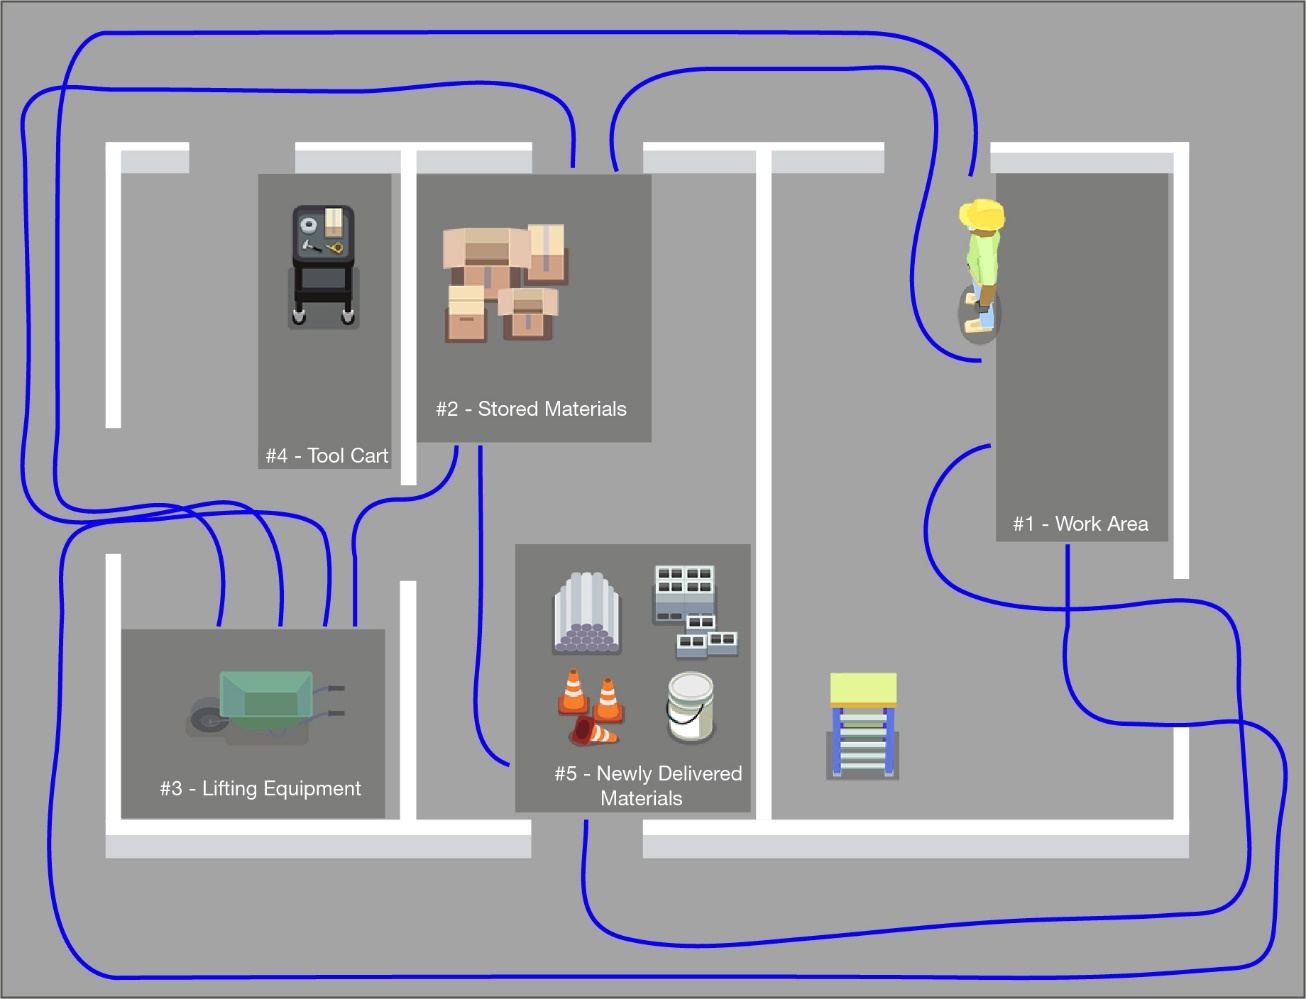 #2 - Stored Materials
#4 - Tool Cart
#1 - Work Area
#5 - Newly Delivered
Materials
#3 - Lifting Equipment